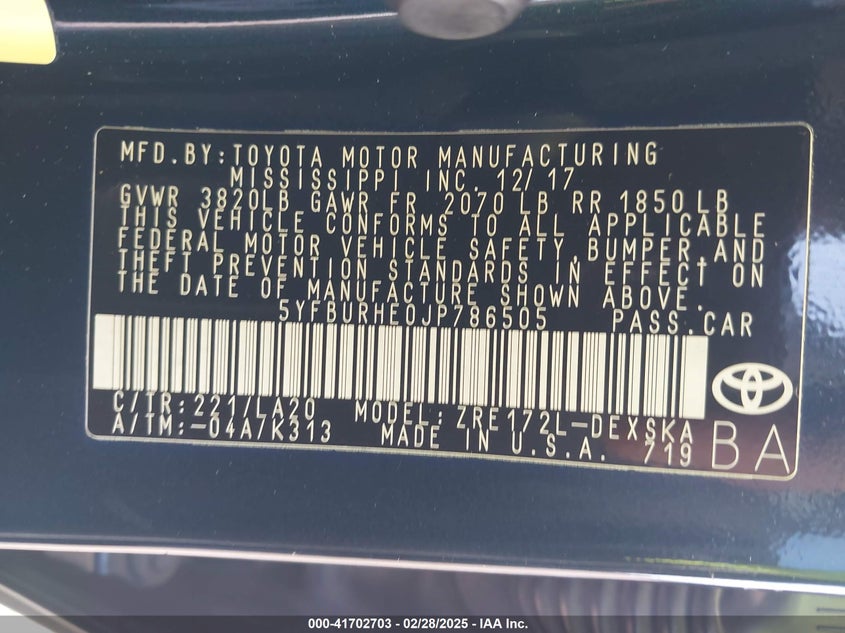 MFD.BY:TOYOTA MOTOR MANUFACTURING
MISSISSIPPI INC. 12/17
GVWR 3820LB GAWR FR 2070 LB RR 1850LB
THIS VEHICLE CONFORMS TO ALL APPLICABLE
FEDERAL MOTOR VEHICLE SAFETY,BUMPER,AND
THEFT PREVENTION STANDARDS IN EFFECT ON
THE DATE OF MANUFACTURE SHOWN ABOVE.
5YFBURHE0JP786505 PASS.CAR
C/TR:221/LA20 MODEL:ZRE172L-DEXSKA
A/TM:-04A/K313 MADE IN U.S.A. 719
BA
000-41702703 - 02/28/2025 - IAA Inc.